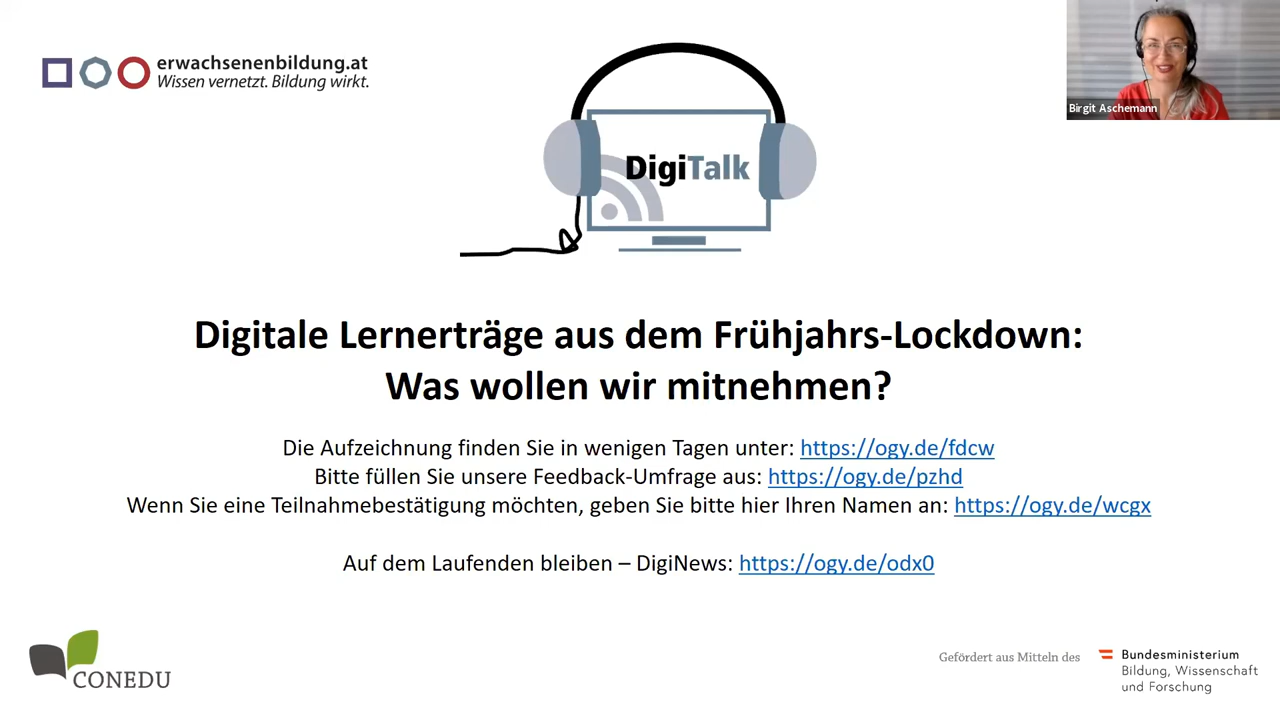 erwachsenenbildung.at
Wissen vernetzt. Bildung wirkt.
Birgit Aschemann
DigiTalk
Digitale Lernerträge aus dem Frühjahrs-Lockdown:
Was wollen wir mitnehmen?
Die Aufzeichnung finden Sie in wenigen Tagen unter: https://ogy.de/fdcw
Bitte füllen Sie unsere Feedback-Umfrage aus: https://ogy.de/pzhd
Wenn Sie eine Teilnahmebestätigung möchten, geben Sie bitte hier Ihren Namen an: https://ogy.de/wcgx
Auf dem Laufenden bleiben – DigiNews: https://ogy.de/odx0
CONEDU
Gefördert aus Mitteln des
Bundesministerium
Bildung, Wissenschaft
und Forschung